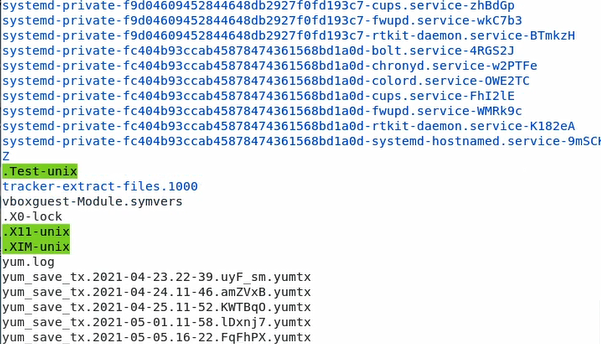 systemd-private-f9d04609452844648db2927f0fd193c7-cups.service-zhBdGp
systemd-private-f9d04609452844648db2927f0fd193c7-fwupd.service-wkC7b3
systemd-private-f9d04609452844648db2927f0fd193c7-rtkit-daemon.service-BTmkzH
systemd-private-fc404b93ccab45878474361568bd1a0d-bolt.service-4RGS2J
systemd-private-fc404b93ccab45878474361568bd1a0d-chronyd.service-w2PTFe
systemd-private-fc404b93ccab45878474361568bd1a0d-colord.service-OWE2TC
systemd-private-fc404b93ccab45878474361568bd1a0d-cups.service-FhI2lE
systemd-private-fc404b93ccab45878474361568bd1a0d-fwupd.service-WMRk9c
systemd-private-fc404b93ccab45878474361568bd1a0d-rtkit-daemon.service-K182eA
systemd-private-fc404b93ccab45878474361568bd1a0d-systemd-hostnamed.service-9mSCK
Z
.Test-unix
tracker-extract-files.1000
vboxguest-Module.symvers
.X0-lock
.X11-unix
.XIM-unix
yum.log
yum_save_tx.2021-04-23.22-39.uyF_sm.yumtx
yum_save_tx.2021-04-24.11-46.amZVxB.yumtx
yum_save_tx.2021-04-25.11-52.KWTBqO.yumtx
yum_save_tx.2021-05-01.11-58.lDxnj7.yumtx
yum_save_tx.2021-05-05.16-22.FqFhPX.yumtx